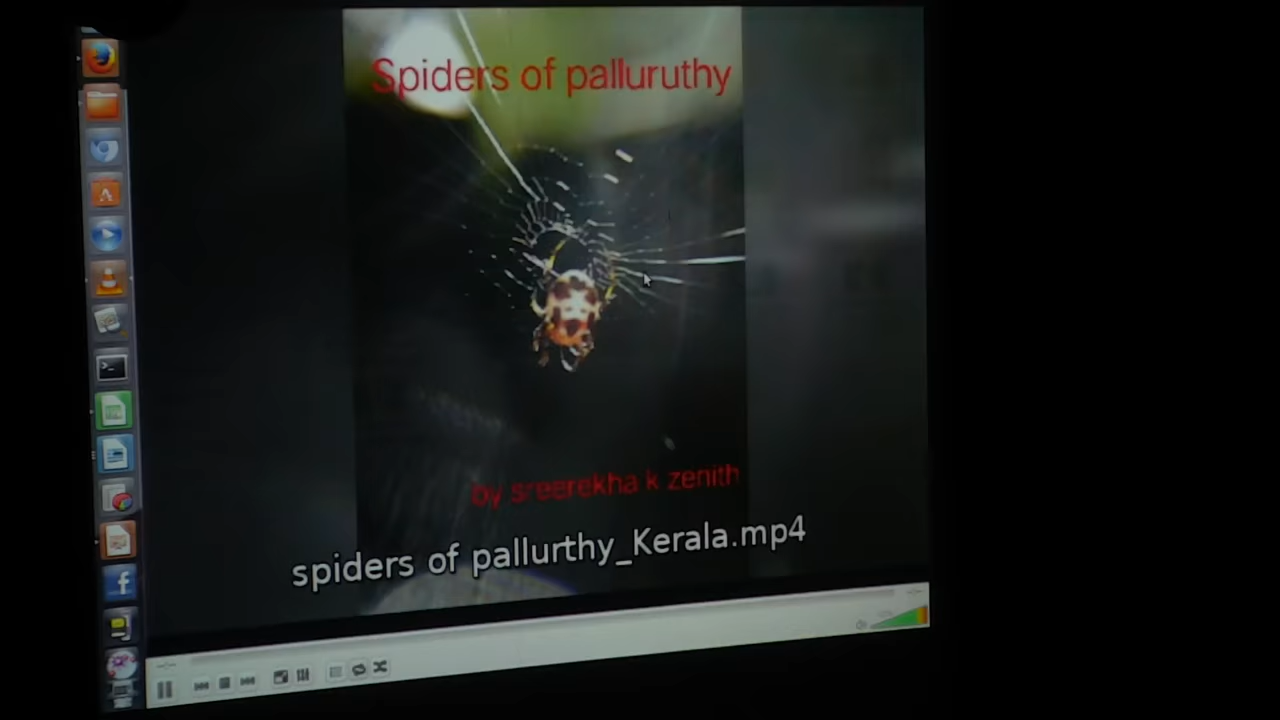 Spiders of palluruthy
by sreerekha k zenith
spiders of pallurthy_Kerala.mp4